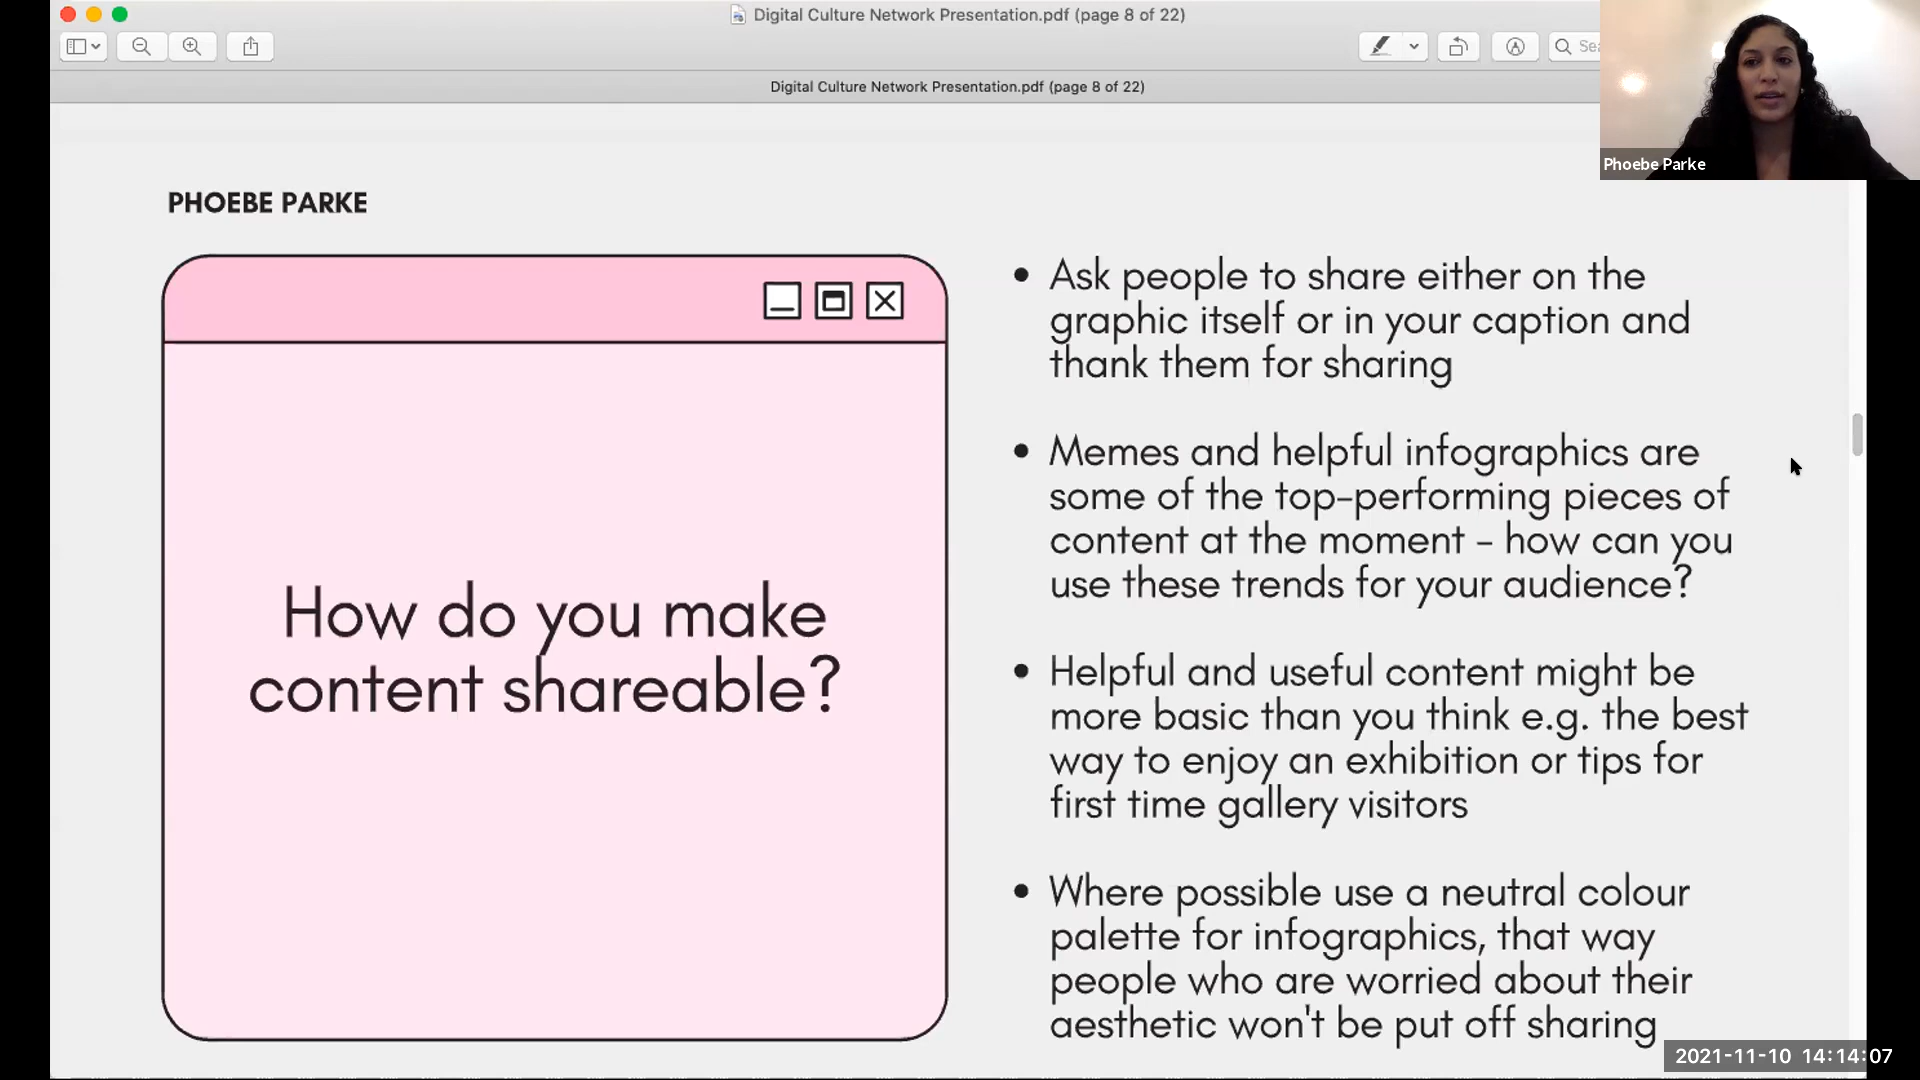 Digital Culture Network Presentation.pdf (page 8 of 22)
Digital Culture Network Presentation.pdf (page 8 of 22)
Phoebe Parke
PHOEBE PARKE
How do you make
content shareable?
• Ask people to share either on the
graphic itself or in your caption and
thank them for sharing
• Memes and helpful infographics are
some of the top-performing pieces of
content at the moment - how can you
use these trends for your audience?
• Helpful and useful content might be
more basic than you think e.g. the best
way to enjoy an exhibition or tips for
first time gallery visitors
• Where possible use a neutral colour
palette for infographics, that way
people who are worried about their
aesthetic won't be put off sharing
2021-11-10 14:14:07